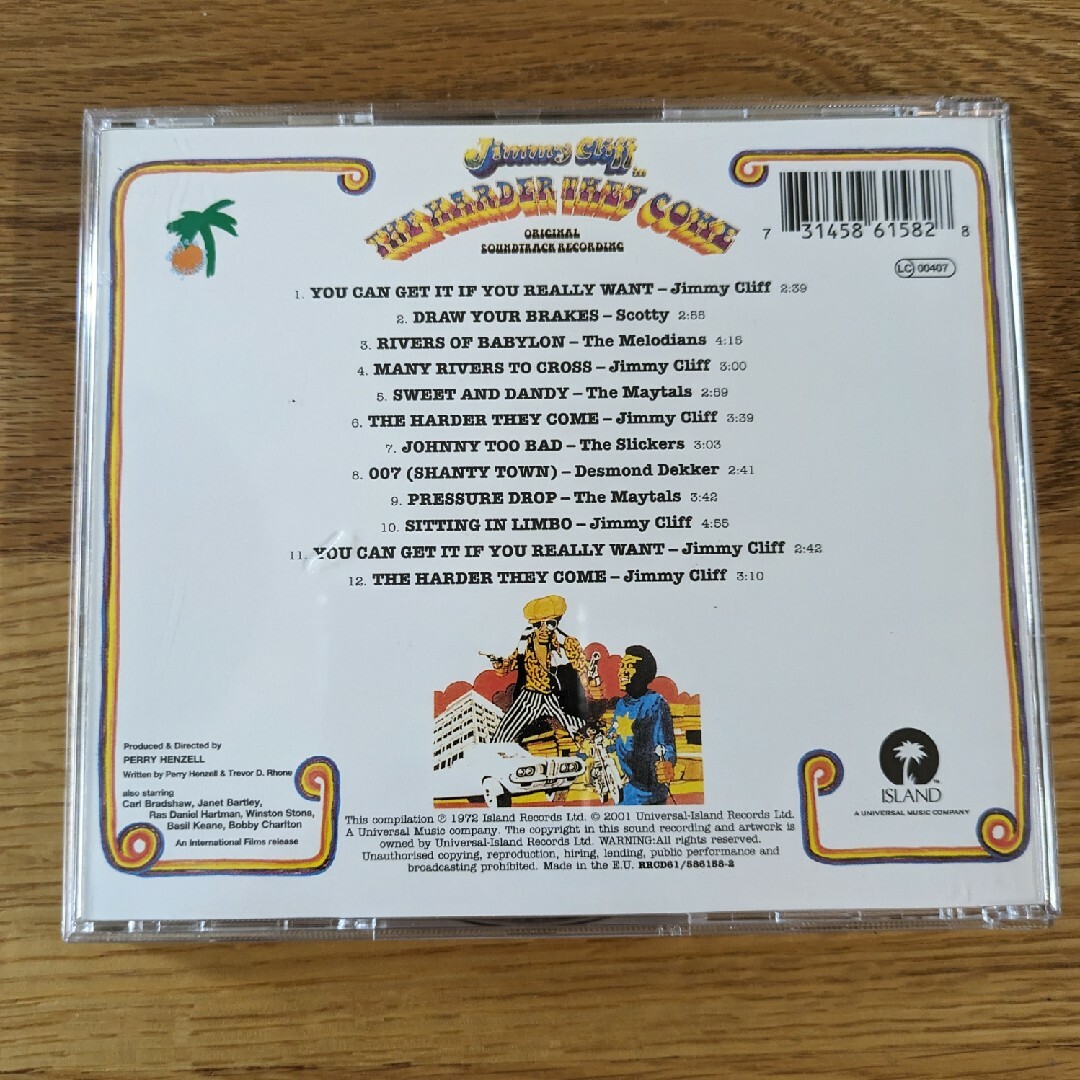 Jimmy Cliff
in
THE HARDER THEY COME
ORIGINAL
SOUNDTRACK RECORDING
7 31458 61582 8
LC 00407
1. YOU CAN GET IT IF YOU REALLY WANT – Jimmy Cliff 2:39
2. DRAW YOUR BRAKES – Scotty 2:55
3. RIVERS OF BABYLON – The Melodians 4:15
4. MANY RIVERS TO CROSS – Jimmy Cliff 3:00
5. SWEET AND DANDY – The Maytals 2:59
6. THE HARDER THEY COME – Jimmy Cliff 3:39
7. JOHNNY TOO BAD – The Slickers 3:03
8. 007 (SHANTY TOWN) – Desmond Dekker 2:41
9. PRESSURE DROP – The Maytals 3:42
10. SITTING IN LIMBO – Jimmy Cliff 4:55
11. YOU CAN GET IT IF YOU REALLY WANT – Jimmy Cliff 2:42
12. THE HARDER THEY COME – Jimmy Cliff 3:10
Produced & Directed by
PERRY HENZELL
Written by Perry Henzell & Trevor D. Rhone
also starring
Carl Bradshaw, Janet Bartley,
Ras Daniel Hartman, Winston Stona,
Basil Keane, Bobby Charlton
An International Films release
This compilation ℗ 1972 Island Records Ltd. © 2001 Universal-Island Records Ltd.
A Universal Music company. The copyright in this sound recording and artwork is
owned by Universal-Island Records Ltd. WARNING: All rights reserved.
Unauthorised copying, reproduction, hiring, lending, public performance and
broadcasting prohibited. Made in the E.U. RRCD61/586158-2
ISLAND™
A UNIVERSAL MUSIC COMPANY